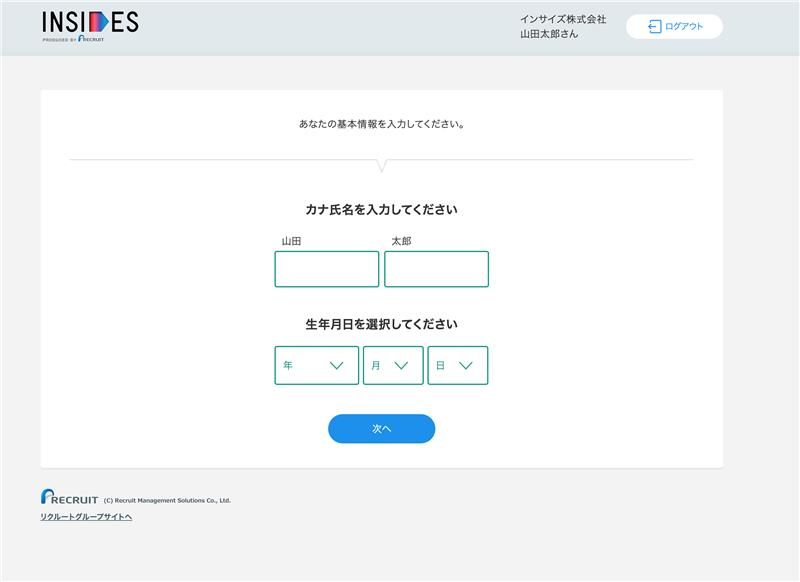 INSIDES
PRODUCED BY RECRUIT
インサイズ株式会社
山田太郎さん
ログアウト
あなたの基本情報を入力してください。
カナ氏名を入力してください
山田 太郎
生年月日を選択してください
年 月 日
次へ
RECRUIT (C) Recruit Management Solutions Co., Ltd.
リクルートグループサイトへ